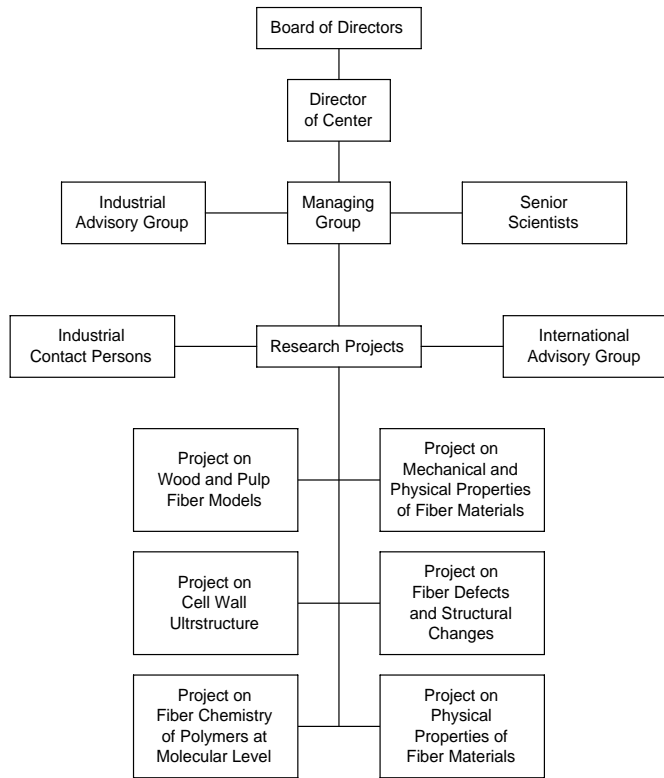 Board of Directors
Director
of Center
Industrial
Advisory Group
Managing
Group
Senior
Scientists
Industrial
Contact Persons
Research Projects
International
Advisory Group
Project on
Wood and Pulp
Fiber Models
Project on
Mechanical and
Physical Properties
of Fiber Materials
Project on
Cell Wall
Ultrstructure
Project on
Fiber Defects
and Structural
Changes
Project on
Fiber Chemistry
of Polymers at
Molecular Level
Project on
Physical
Properties of
Fiber Materials